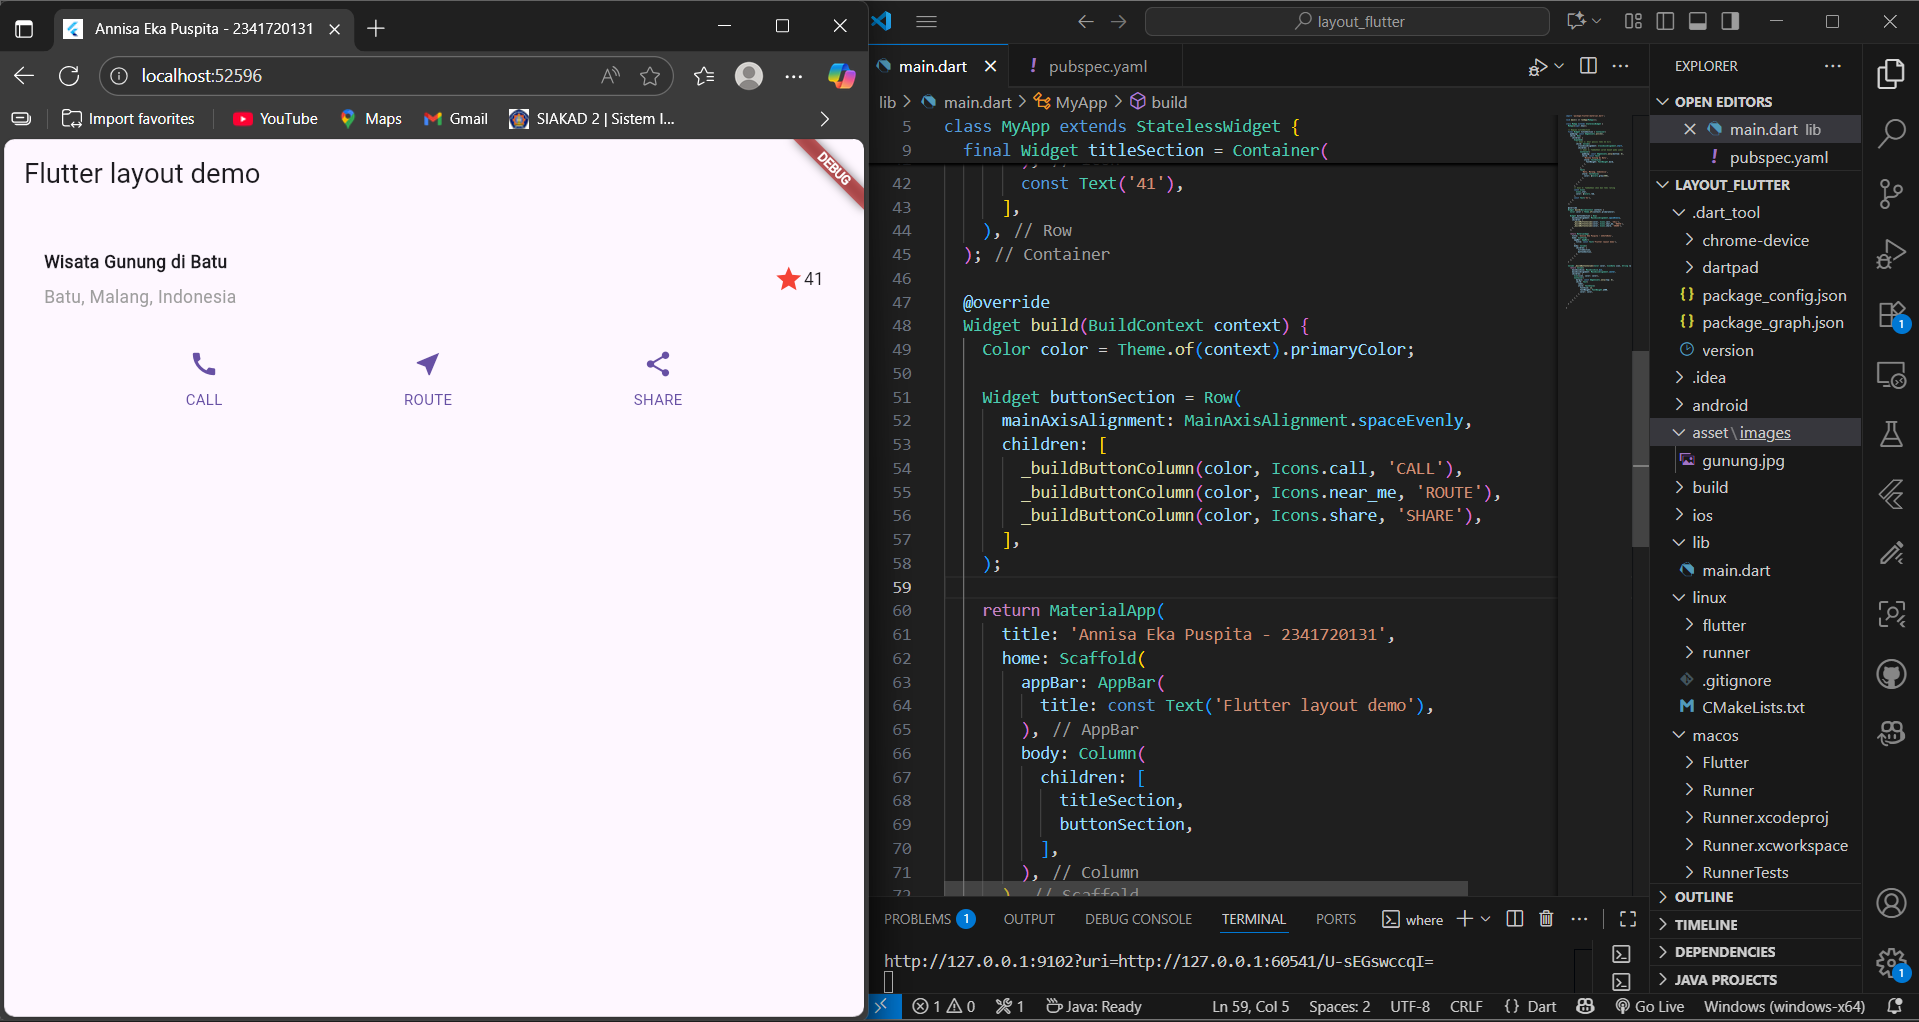 Annisa Eka Puspita - 2341720131
localhost:52596
Import favorites
YouTube
Maps
Gmail
SIAKAD 2 | Sistem I...
Flutter layout demo
DEBUG
Wisata Gunung di Batu
Batu, Malang, Indonesia
41
CALL
ROUTE
SHARE
layout_flutter
main.dart
! pubspec.yaml
lib > main.dart > MyApp > build
5 class MyApp extends StatelessWidget {
9 final Widget titleSection = Container(
42 const Text('41'),
43 ],
44 ), // Row
45 ); // Container
46
47 @override
48 Widget build(BuildContext context) {
49 Color color = Theme.of(context).primaryColor;
50
51 Widget buttonSection = Row(
52 mainAxisAlignment: MainAxisAlignment.spaceEvenly,
53 children: [
54 _buildButtonColumn(color, Icons.call, 'CALL'),
55 _buildButtonColumn(color, Icons.near_me, 'ROUTE'),
56 _buildButtonColumn(color, Icons.share, 'SHARE'),
57 ],
58 );
59
60 return MaterialApp(
61 title: 'Annisa Eka Puspita - 2341720131',
62 home: Scaffold(
63 appBar: AppBar(
64 title: const Text('Flutter layout demo'),
65 ), // AppBar
66 body: Column(
67 children: [
68 titleSection,
69 buttonSection,
70 ],
71 ), // Column
72 ), // Scaffold
PROBLEMS 1
OUTPUT
DEBUG CONSOLE
TERMINAL
PORTS
where
http://127.0.0.1:9102?uri=http://127.0.0.1:60541/U-sEGswccqI=
EXPLORER
OPEN EDITORS
main.dart lib
! pubspec.yaml
LAYOUT_FLUTTER
.dart_tool
chrome-device
dartpad
{} package_config.json
{} package_graph.json
version
.idea
android
asset\images
gunung.jpg
build
ios
lib
main.dart
linux
flutter
runner
.gitignore
M CMakeLists.txt
macos
Flutter
Runner
Runner.xcodeproj
Runner.xcworkspace
RunnerTests
OUTLINE
TIMELINE
DEPENDENCIES
JAVA PROJECTS
1
1
1 0
1
Java: Ready
Ln 59, Col 5
Spaces: 2
UTF-8
CRLF
{} Dart
Go Live
Windows (windows-x64)